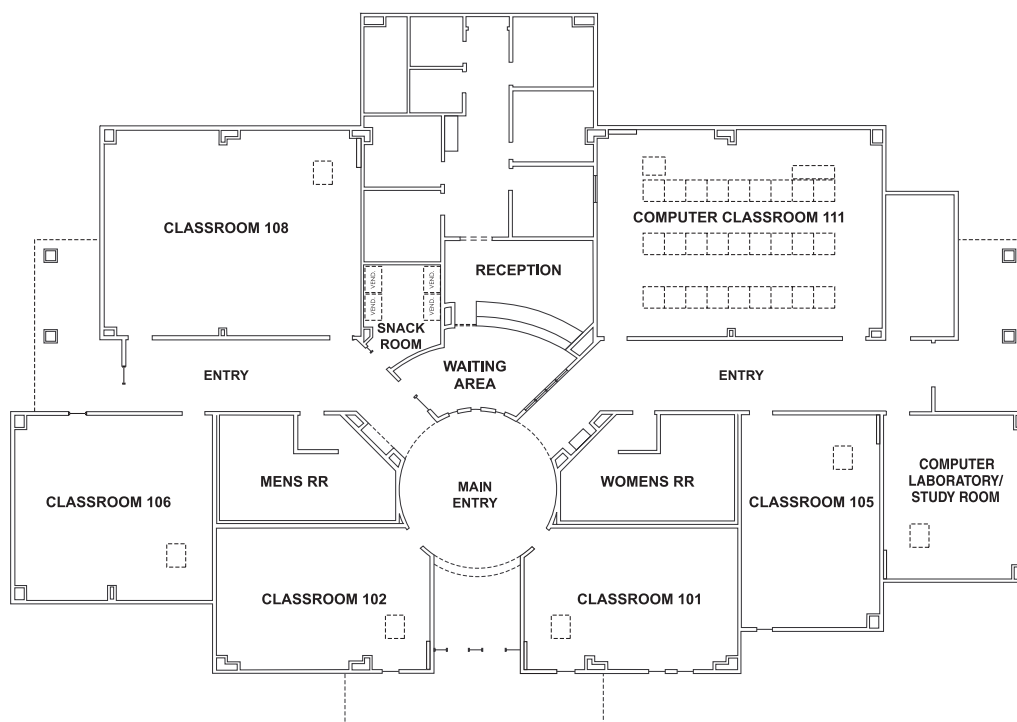 CLASSROOM 108
COMPUTER CLASSROOM 111
RECEPTION
VEND.
VEND.
VEND.
VEND.
SNACK
ROOM
WAITING
AREA
ENTRY
ENTRY
CLASSROOM 106
MENS RR
MAIN
ENTRY
WOMENS RR
CLASSROOM 105
COMPUTER
LABORATORY/
STUDY ROOM
CLASSROOM 102
CLASSROOM 101